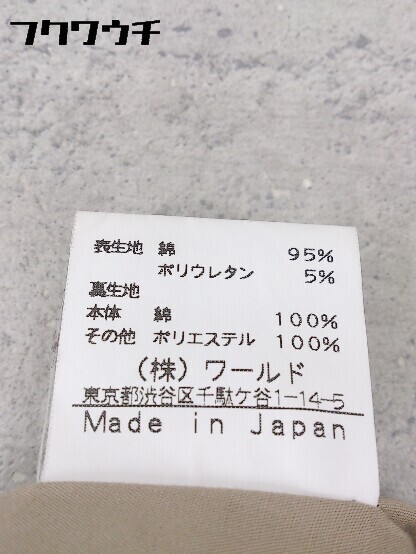 フクワウチ
表生地 綿 95%
ポリウレタン 5%
裏生地
本体 綿 100%
その他 ポリエステル 100%
(株)ワールド
東京都渋谷区千駄ケ谷1-14-5
Made in Japan